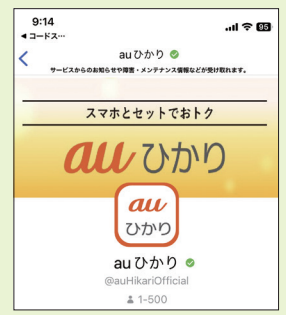 9:14
95
◀ コードス…
auひかり
サービスからのお知らせや障害・メンテナンス情報などが受け取れます。
スマホとセットでおトク
au ひかり
au
ひかり
auひかり
@auHikariOfficial
1-500